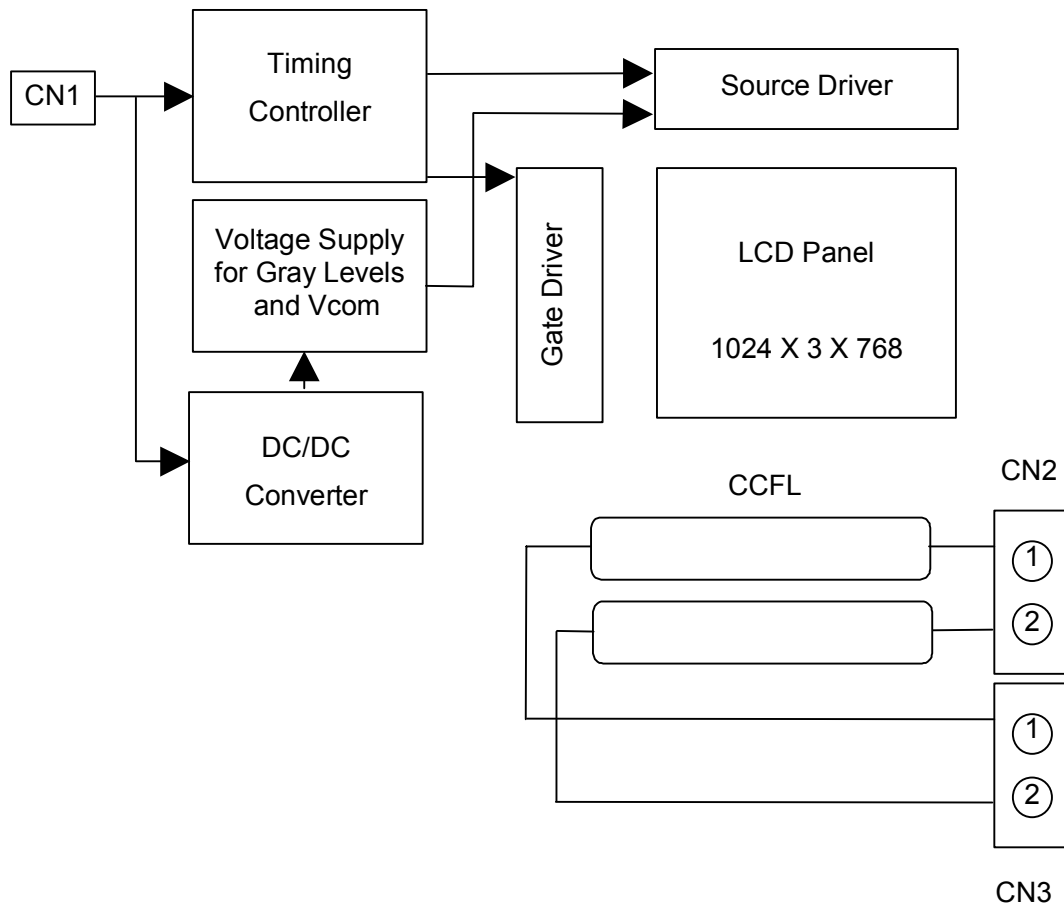 CN1
Timing
Controller
Source Driver
Voltage Supply
for Gray Levels
and Vcom
Gate Driver
LCD Panel
1024 X 3 X 768
DC/DC
Converter
CCFL
CN2
1
2
1
2
CN3